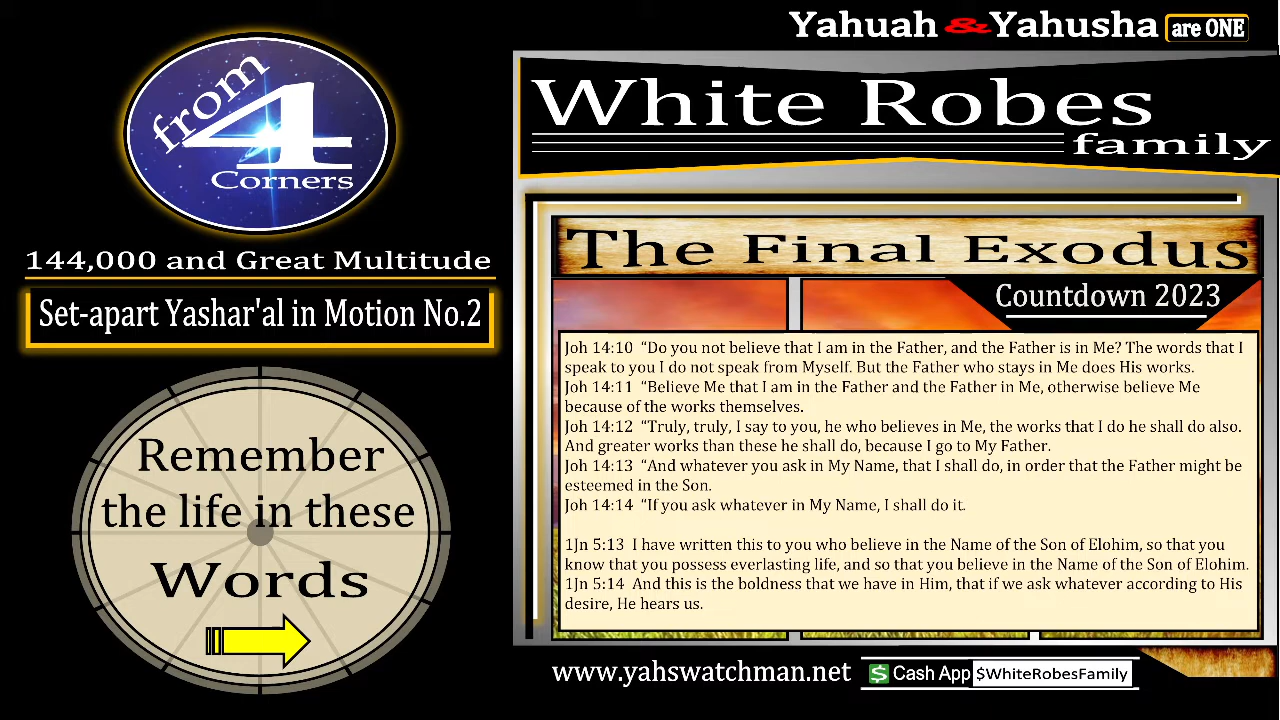 Yahuah & Yahusha are ONE
from
4
Corners
144,000 and Great Multitude
Set-apart Yashar'al in Motion No.2
Remember
the life in these
Words
White Robes
family
The Final Exodus
Countdown 2023
Joh 14:10 “Do you not believe that I am in the Father, and the Father is in Me? The words that I
speak to you I do not speak from Myself. But the Father who stays in Me does His works.
Joh 14:11 “Believe Me that I am in the Father and the Father in Me, otherwise believe Me
because of the works themselves.
Joh 14:12 “Truly, truly, I say to you, he who believes in Me, the works that I do he shall do also.
And greater works than these he shall do, because I go to My Father.
Joh 14:13 “And whatever you ask in My Name, that I shall do, in order that the Father might be
esteemed in the Son.
Joh 14:14 “If you ask whatever in My Name, I shall do it.
1Jn 5:13 I have written this to you who believe in the Name of the Son of Elohim, so that you
know that you possess everlasting life, and so that you believe in the Name of the Son of Elohim.
1Jn 5:14 And this is the boldness that we have in Him, that if we ask whatever according to His
desire, He hears us.
www.yahswatchman.net $ Cash App $WhiteRobesFamily